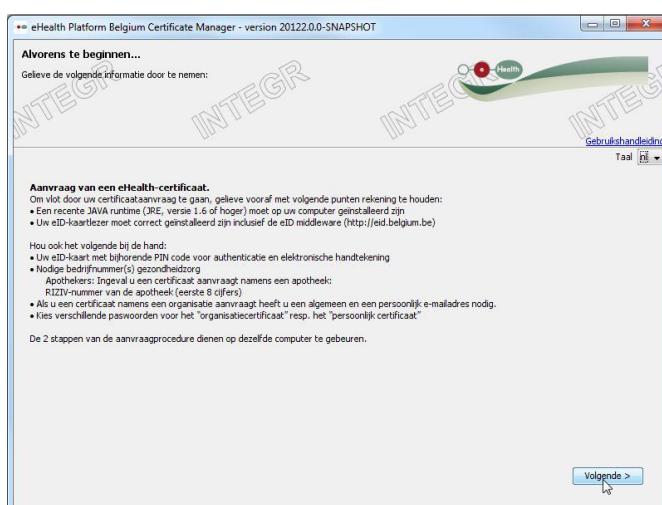 eHealth Platform Belgium Certificate Manager - version 20122.0.0-SNAPSHOT
Alvorens te beginnen...
Gelieve de volgende informatie door te nemen:
e Health
INTEGR INTEGR INTEGR INTEGR
Gebruikshandleiding
Taal nl
Aanvraag van een eHealth-certificaat.
Om vlot door uw certificaataanvraag te gaan, gelieve vooraf met volgende punten rekening te houden:
• Een recente JAVA runtime (JRE, versie 1.6 of hoger) moet op uw computer geïnstalleerd zijn
• Uw eID-kaartlezer moet correct geïnstalleerd zijn inclusief de eID middleware (http://eid.belgium.be)
Hou ook het volgende bij de hand:
• Uw eID-kaart met bijhorende PIN code voor authenticatie en elektronische handtekening
• Nodige bedrijfnummer(s) gezondheidzorg
Apothekers: Ingeval u een certificaat aanvraagt namens een apotheek:
RIZIV-nummer van de apotheek (eerste 8 cijfers)
• Als u een certificaat namens een organisatie aanvraagt heeft u een algemeen en een persoonlijk e-mailadres nodig.
• Kies verschillende paswoorden voor het "organisatiecertificaat" resp. het "persoonlijk certificaat"
De 2 stappen van de aanvraagprocedure dienen op dezelfde computer te gebeuren.
Volgende >